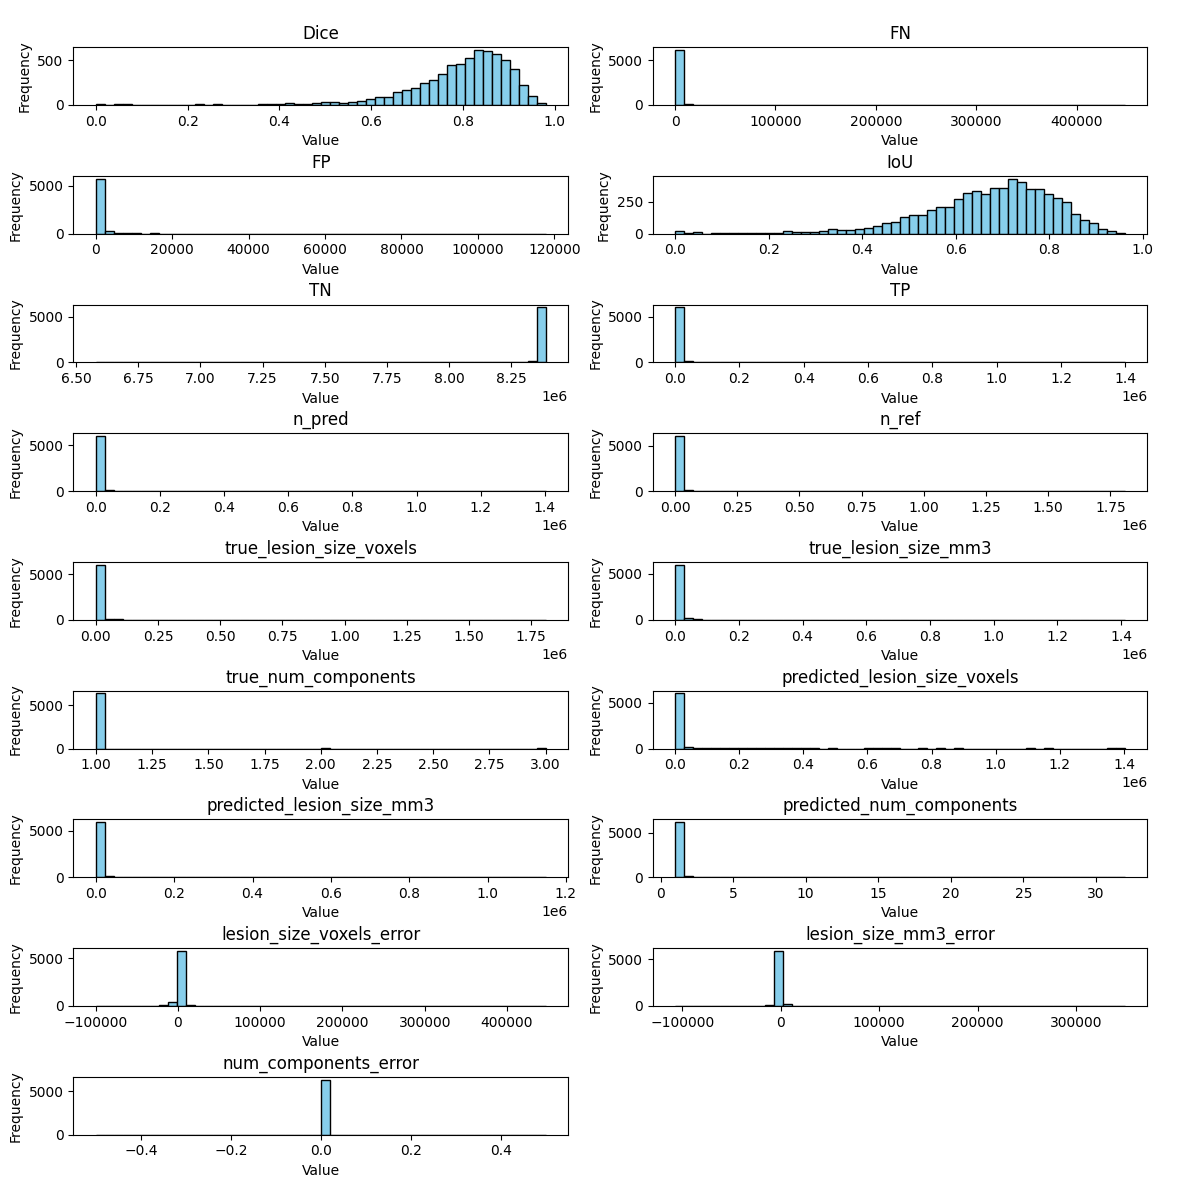 Dice
Frequency
500
0
0.0 0.2 0.4 0.6 0.8 1.0
Value
FN
Frequency
5000
0
0 100000 200000 300000 400000
Value
FP
Frequency
5000
0
0 20000 40000 60000 80000 100000 120000
Value
IoU
Frequency
250
0
0.0 0.2 0.4 0.6 0.8 1.0
Value
TN
Frequency
5000
0
6.50 6.75 7.00 7.25 7.50 7.75 8.00 8.25
Value
1e6
TP
Frequency
5000
0
0.0 0.2 0.4 0.6 0.8 1.0 1.2 1.4
Value
1e6
n_pred
Frequency
5000
0
0.0 0.2 0.4 0.6 0.8 1.0 1.2 1.4
Value
1e6
n_ref
Frequency
5000
0
0.00 0.25 0.50 0.75 1.00 1.25 1.50 1.75
Value
1e6
true_lesion_size_voxels
Frequency
5000
0
0.00 0.25 0.50 0.75 1.00 1.25 1.50 1.75
Value
1e6
true_lesion_size_mm3
Frequency
5000
0
0.0 0.2 0.4 0.6 0.8 1.0 1.2 1.4
Value
1e6
true_num_components
Frequency
5000
0
1.00 1.25 1.50 1.75 2.00 2.25 2.50 2.75 3.00
Value
predicted_lesion_size_voxels
Frequency
5000
0
0.0 0.2 0.4 0.6 0.8 1.0 1.2 1.4
Value
1e6
predicted_lesion_size_mm3
Frequency
5000
0
0.0 0.2 0.4 0.6 0.8 1.0 1.2
Value
1e6
predicted_num_components
Frequency
5000
0
0 5 10 15 20 25 30
Value
lesion_size_voxels_error
Frequency
5000
0
−100000 0 100000 200000 300000 400000
Value
lesion_size_mm3_error
Frequency
5000
0
−100000 0 100000 200000 300000
Value
num_components_error
Frequency
5000
0
−0.4 −0.2 0.0 0.2 0.4
Value